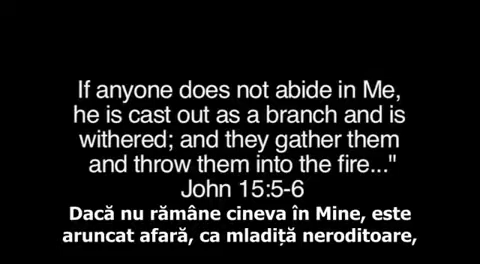 If anyone does not abide in Me,
he is cast out as a branch and is
withered; and they gather them
and throw them into the fire..."
John 15:5-6
Dacă nu rămâne cineva în Mine, este
aruncat afară, ca mladiță neroditoare,